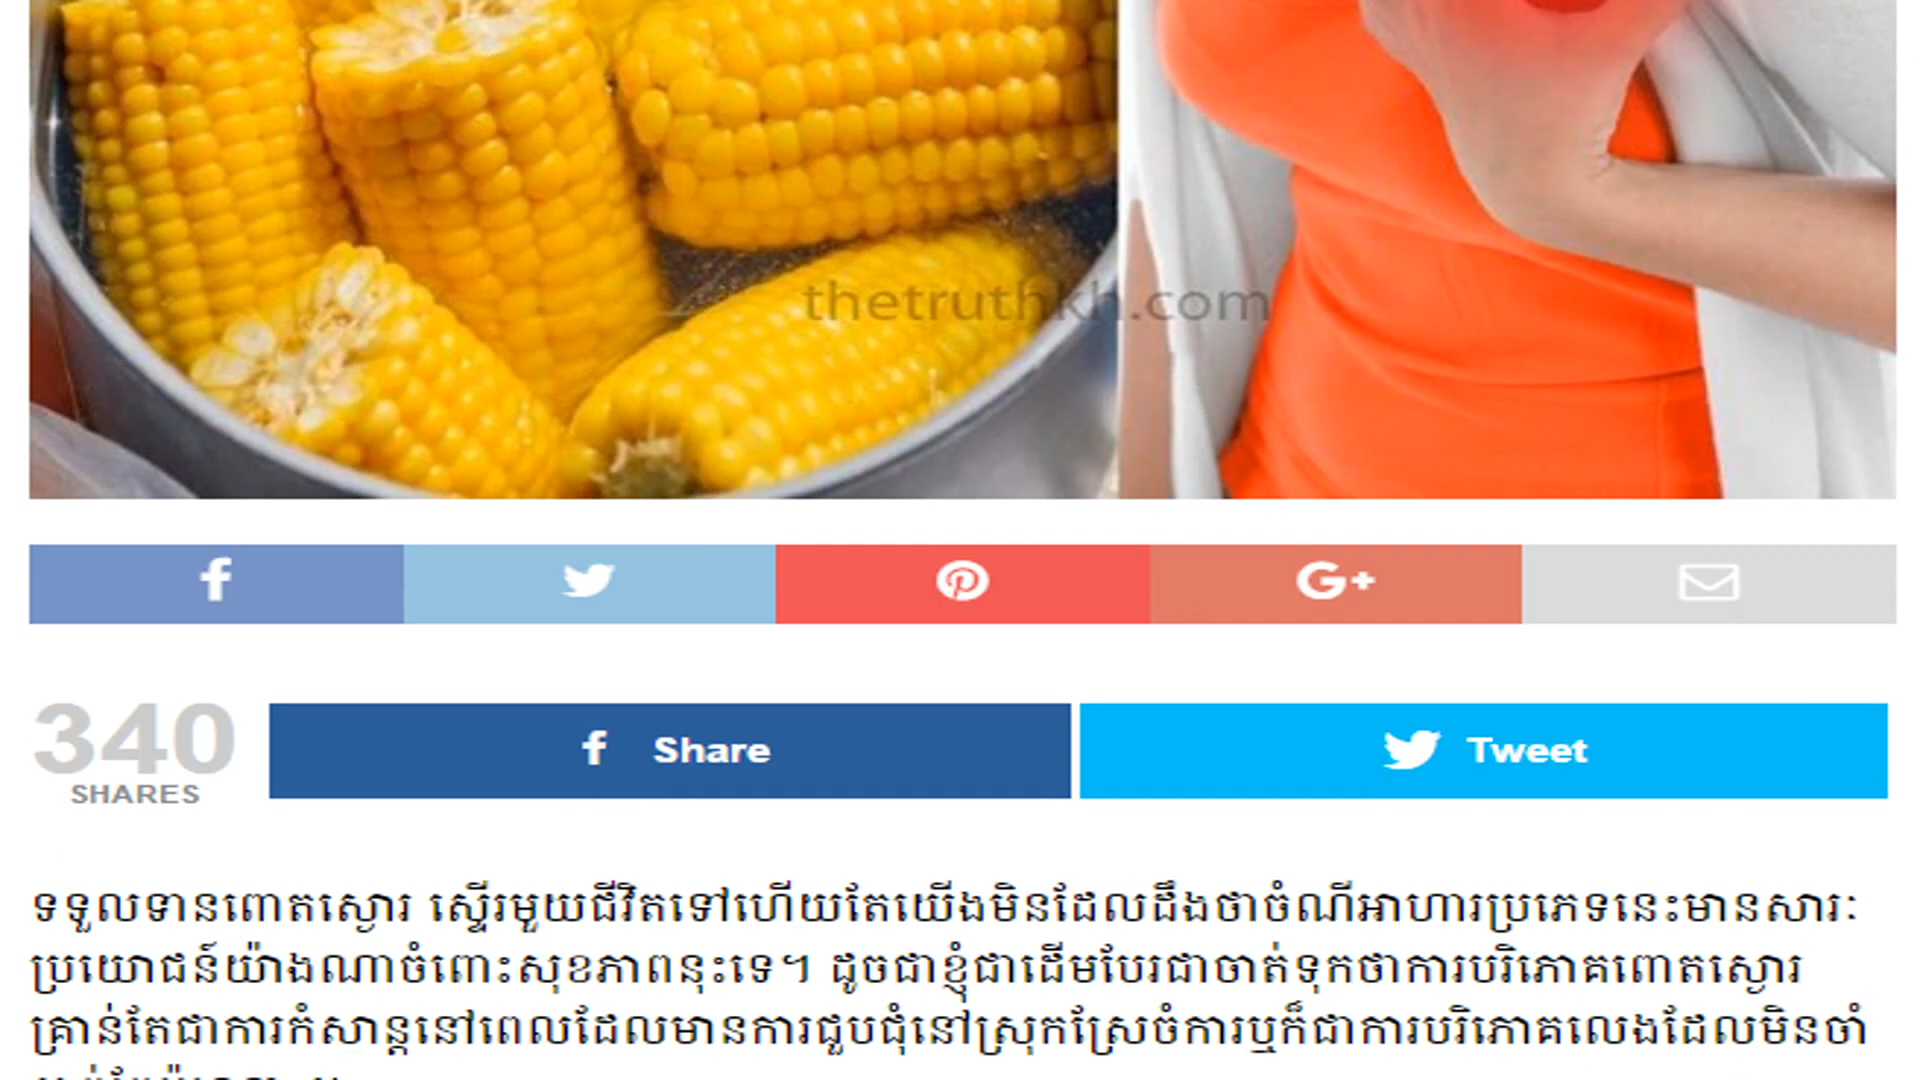 thetruthkh.com
G+
340
SHARES
Share
Tweet
ទទួលទានពោតស្ងោរ ស្ទើរមួយជីវិតទៅហើយតែយើងមិនដែលដឹងថាចំណីអាហារប្រភេទនេះមានសារៈ
ប្រយោជន៍យ៉ាងណាចំពោះសុខភាពនុះទេ។ ដូចជាខ្ញុំជាដើមបែរជាចាត់ទុកថាការបរិភោគពោតស្ងោរ
គ្រាន់តែជាការកំសាន្តនៅពេលដែលមានការជួបជុំនៅស្រុកស្រែចំការឬក៏ជាការបរិភោគលេងដែលមិនចាំ